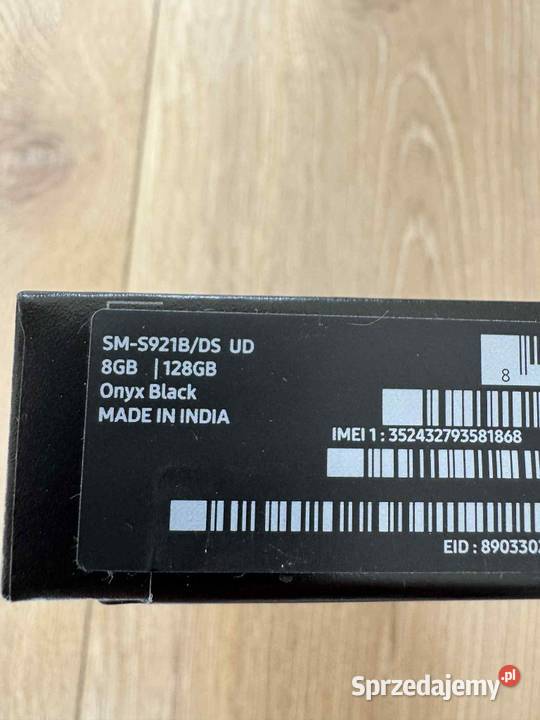 SM-S921B/DS UD
8GB | 128GB
Onyx Black
MADE IN INDIA
8
IMEI 1 : 352432793581868
EID : 890330
Sprzedajemy.pl